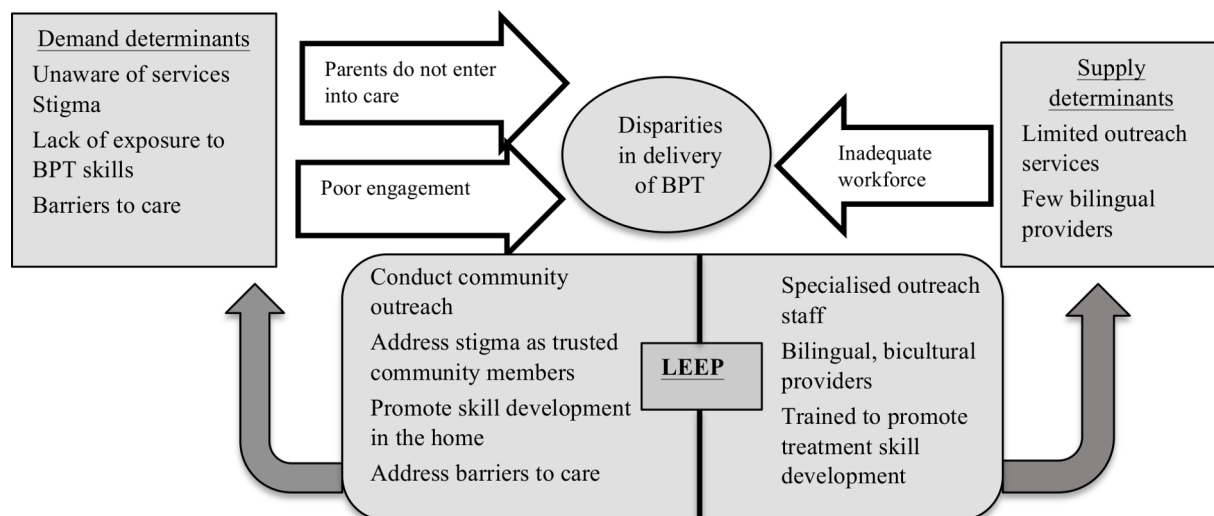 Demand determinants
Unaware of services
Stigma
Lack of exposure to
BPT skills
Barriers to care
Parents do not enter
into care
Poor engagement
Disparities
in delivery
of BPT
Inadequate
workforce
Supply
determinants
Limited outreach
services
Few bilingual
providers
Conduct community
outreach
Address stigma as trusted
community members
Promote skill development
in the home
Address barriers to care
LEEP
Specialised outreach
staff
Bilingual, bicultural
providers
Trained to promote
treatment skill
development